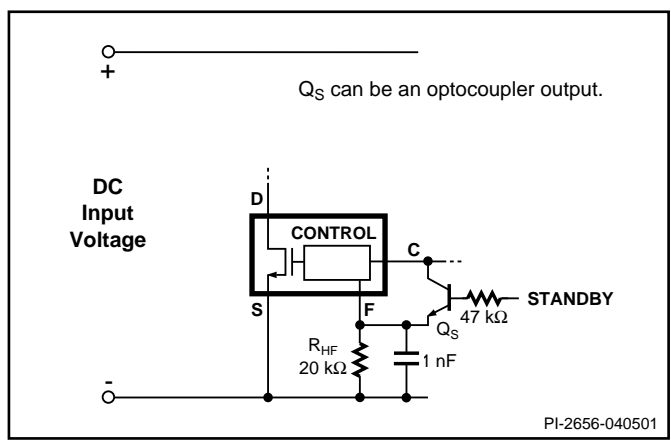 +
QS can be an optocoupler output.
DC
Input
Voltage
D
CONTROL
C
S
F
STANDBY
47 kΩ
QS
RHF
20 kΩ
1 nF
-
PI-2656-040501